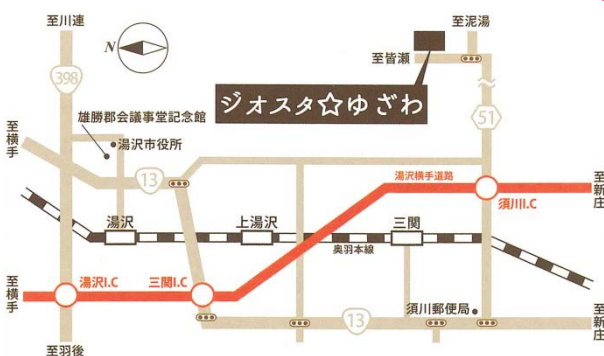 至川連
至泥湯
N
至皆瀬
398
ジオスタ☆ゆざわ
51
雄勝郡会議事堂記念館
湯沢市役所
至横手
13
湯沢横手道路
至新庄
須川I.C
湯沢
上湯沢
三関
奥羽本線
至横手
湯沢I.C
三関I.C
須川郵便局
13
至新庄
至羽後